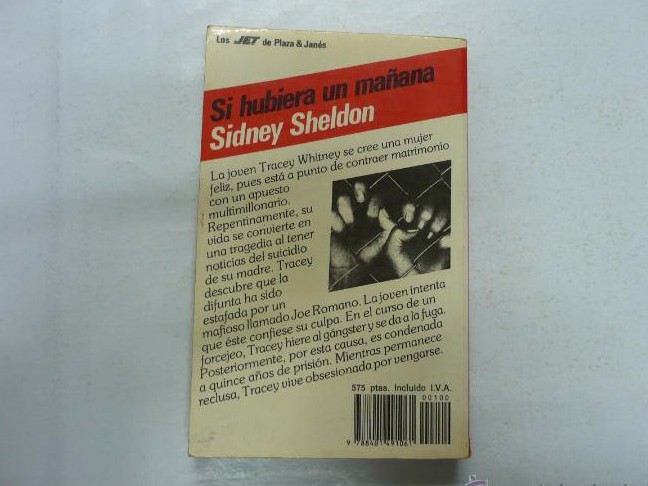 Los JET de Plaza & Janés
Si hubiera un mañana
Sidney Sheldon
La joven Tracey Whitney se cree una mujer
feliz, pues está a punto de contraer matrimonio
con un apuesto
multimillonario.
Repentinamente, su
vida se convierte en
una tragedia al tener
noticias del suicidio
de su madre. Tracey
descubre que la
difunta ha sido
estafada por un
mafioso llamado Joe Romano. La joven intenta
que éste confiese su culpa. En el curso de un
forcejeo, Tracey hiere al gángster y se da a la fuga.
Posteriormente, por esta causa, es condenada
a quince años de prisión. Mientras permanece
reclusa, Tracey vive obsesionada por vengarse.
575 ptas. Incluido I.V.A.
00100
9 788401 491061